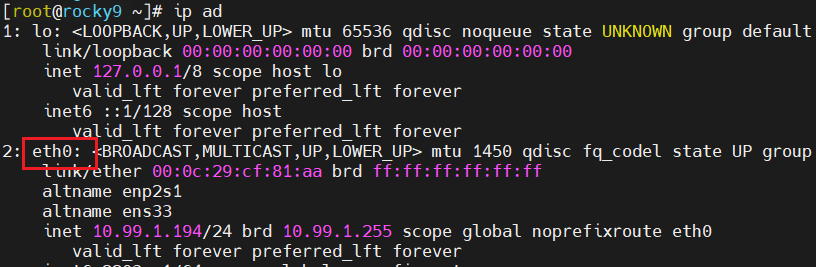 [root@rocky9 ~]# ip ad
1: lo: <LOOPBACK,UP,LOWER_UP> mtu 65536 qdisc noqueue state UNKNOWN group default
link/loopback 00:00:00:00:00:00 brd 00:00:00:00:00:00
inet 127.0.0.1/8 scope host lo
valid_lft forever preferred_lft forever
inet6 ::1/128 scope host
valid_lft forever preferred_lft forever
2: eth0: <BROADCAST,MULTICAST,UP,LOWER_UP> mtu 1450 qdisc fq_codel state UP group
link/ether 00:0c:29:cf:81:aa brd ff:ff:ff:ff:ff:ff
altname enp2s1
altname ens33
inet 10.99.1.194/24 brd 10.99.1.255 scope global noprefixroute eth0
valid_lft forever preferred_lft forever